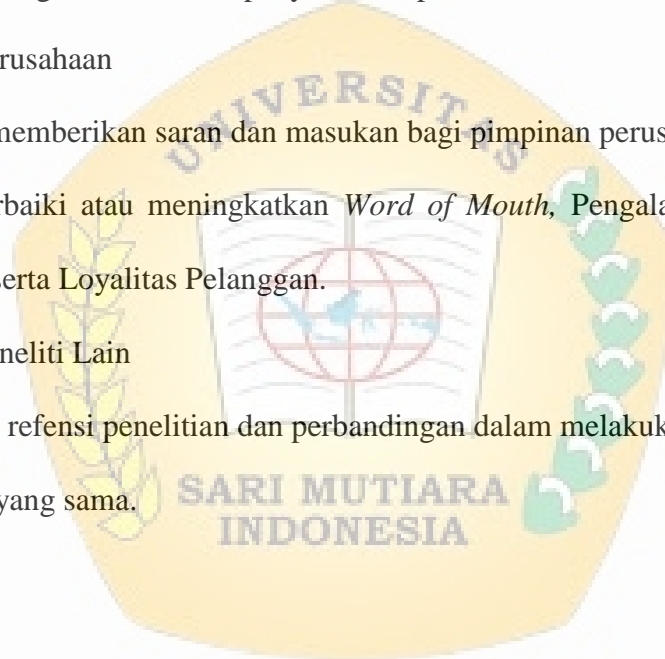 erusahaan
memberikan saran dan masukan bagi pimpinan perus
rbaiki atau meningkatkan Word of Mouth, Pengala
serta Loyalitas Pelanggan.
neliti Lain
refensi penelitian dan perbandingan dalam melakuk
yang sama.
UNIVERSITAS
SARI MUTIARA
INDONESIA